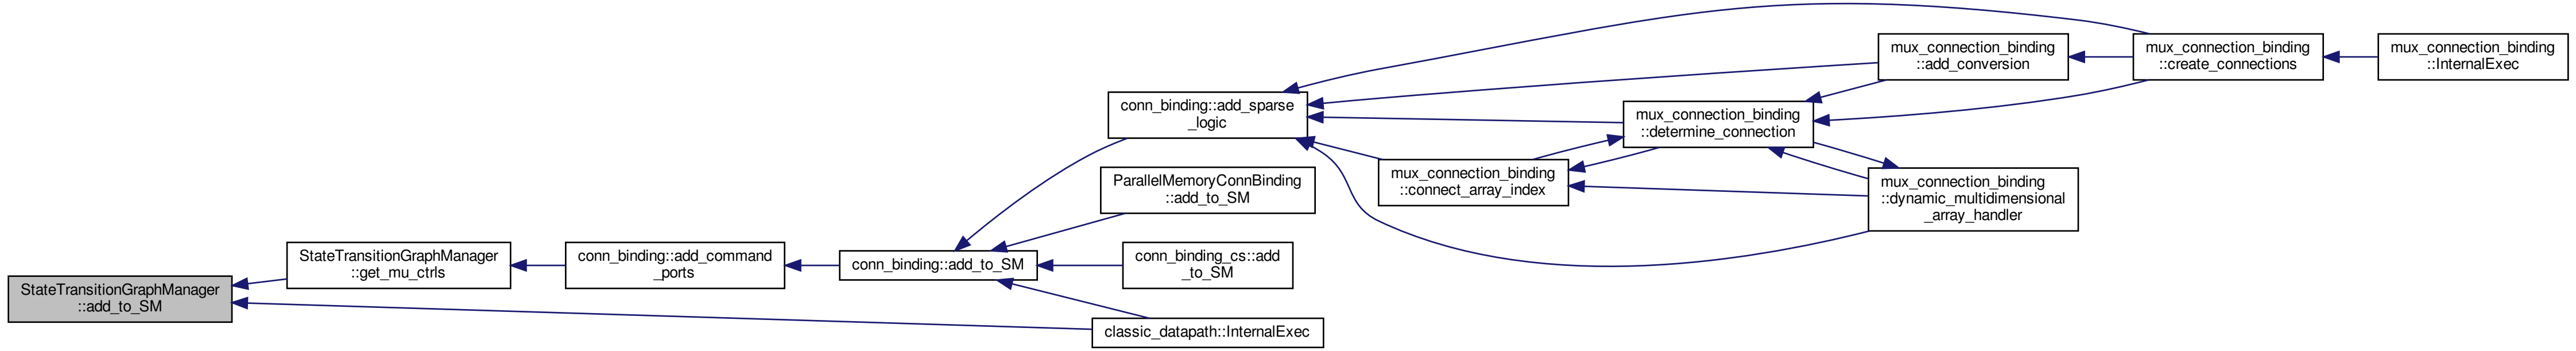 StateTransitionGraphManager
::add_to_SM
StateTransitionGraphManager
::get_mu_ctrls
conn_binding::add_command
_ports
conn_binding::add_to_SM
conn_binding::add_sparse
_logic
ParallelMemoryConnBinding
::add_to_SM
conn_binding_cs::add
_to_SM
classic_datapath::InternalExec
mux_connection_binding
::connect_array_index
mux_connection_binding
::determine_connection
mux_connection_binding
::add_conversion
mux_connection_binding
::dynamic_multidimensional
_array_handler
mux_connection_binding
::create_connections
mux_connection_binding
::InternalExec